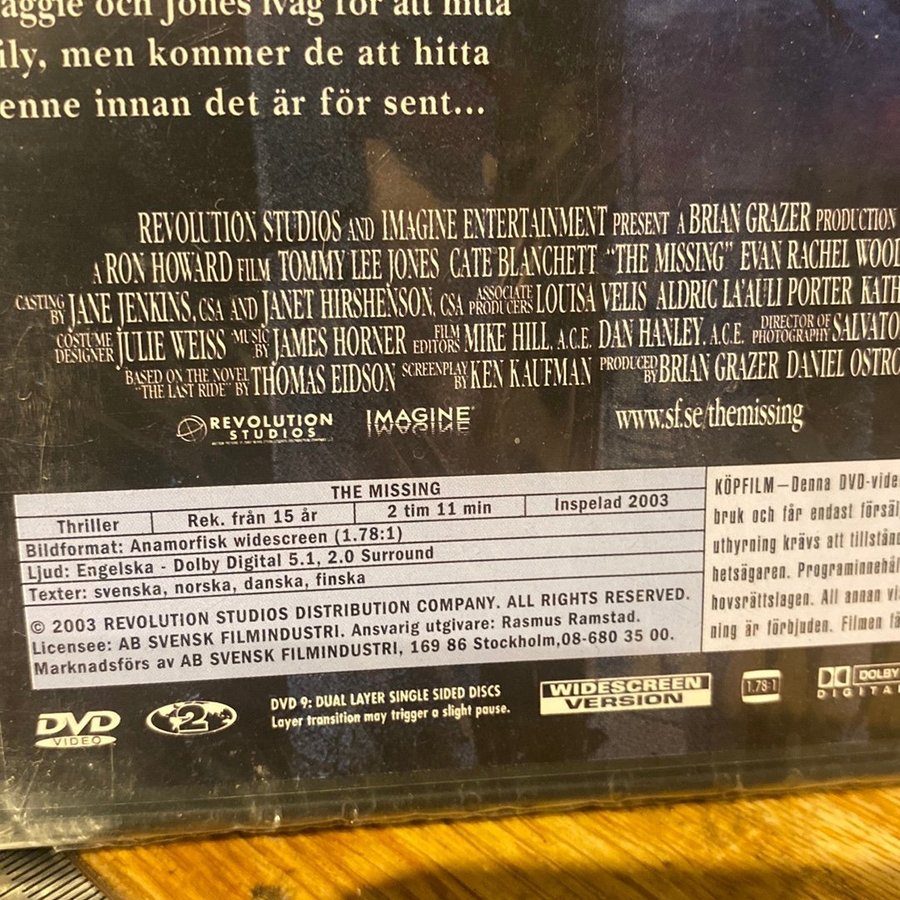 och Jones iväg för att hitta
men kommer de att hitta
innan det är för sent...
REVOLUTION STUDIOS AND IMAGINE ENTERTAINMENT PRESENT A BRIAN GRAZER PRODUCTION
A RON HOWARD FILM TOMMY LEE JONES CATE BLANCHETT "THE MISSING" EVAN RACHEL WOOD
CASTING BY JANE JENKINS, CSA AND JANET HIRSHENSON, CSA ASSOCIATE PRODUCERS LOUISA VELIS ALDRIC LA'AULI PORTER KATH
COSTUME DESIGNER JULIE WEISS MUSIC BY JAMES HORNER FILM EDITORS MIKE HILL, A.C.E. DAN HANLEY, A.C.E. DIRECTOR OF PHOTOGRAPHY SALVATO
BASED ON THE NOVEL "THE LAST RIDE" BY THOMAS EIDSON SCREENPLAY BY KEN KAUFMAN PRODUCED BY BRIAN GRAZER DANIEL OSTRO
REVOLUTION STUDIOS
IMAGINE
www.sf.se/themissing
THE MISSING
Thriller Rek. från 15 år 2 tim 11 min Inspelad 2003
Bildformat: Anamorfisk widescreen (1.78:1)
Ljud: Engelska - Dolby Digital 5.1, 2.0 Surround
Texter: svenska, norska, danska, finska
© 2003 REVOLUTION STUDIOS DISTRIBUTION COMPANY. ALL RIGHTS RESERVED.
Licensee: AB SVENSK FILMINDUSTRI. Ansvarig utgivare: Rasmus Ramstad.
Marknadsförs av AB SVENSK FILMINDUSTRI, 169 86 Stockholm,08-680 35 00.
KÖPFILM – Denna DVD-vide
bruk och får endast försäl
uthyrning krävs att tillstån
hetsägaren. Programinnehål
hovsrättslagen. All annan vi
ning är förbjuden. Filmen få
DVD VIDEO
2
DVD 9: DUAL LAYER SINGLE SIDED DISCS
Layer transition may trigger a slight pause.
WIDESCREEN VERSION
1.78:1
DOLBY DIGITAL